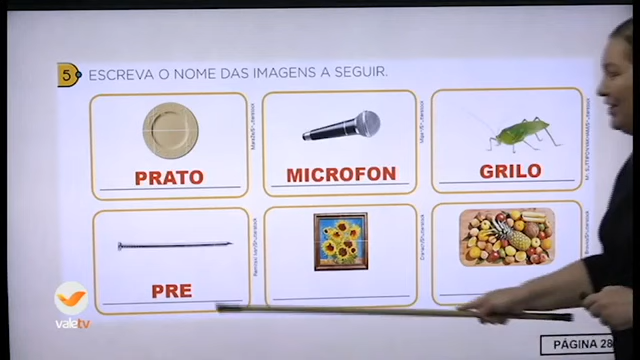 5 ESCREVA O NOME DAS IMAGENS A SEGUIR.
PRATO
MICROFON
GRILO
PRE
valetv
PÁGINA 28